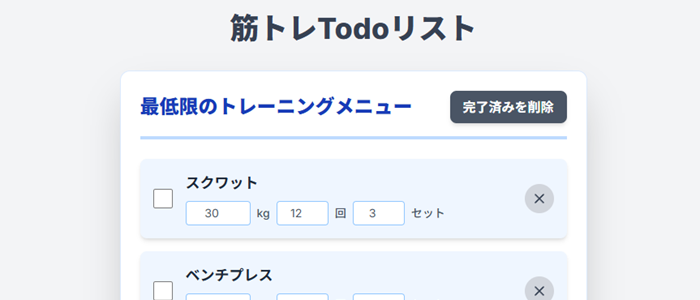 筋トレTodoリスト
最低限のトレーニングメニュー
完了済みを削除
スクワット
30 kg 12 回 3 セット
ベンチプレス